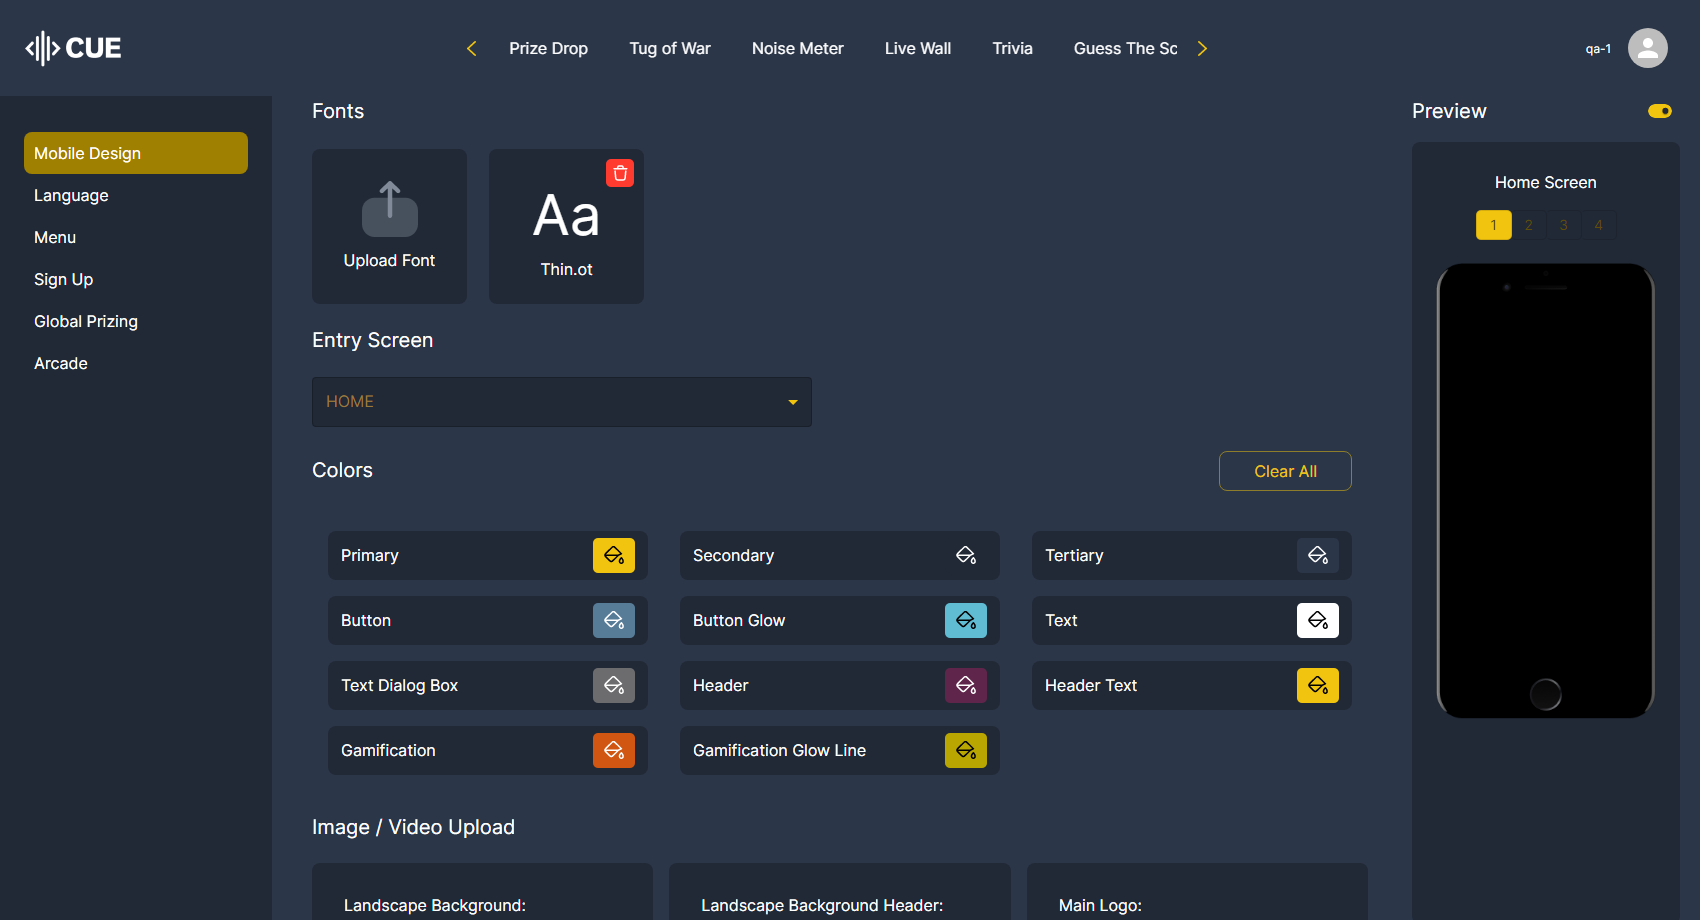 CUE
Prize Drop
Tug of War
Noise Meter
Live Wall
Trivia
Guess The Sc
qa-1
Mobile Design
Language
Menu
Sign Up
Global Prizing
Arcade
Fonts
Upload Font
Aa
Thin.ot
Entry Screen
HOME
Colors
Clear All
Primary
Secondary
Tertiary
Button
Button Glow
Text
Text Dialog Box
Header
Header Text
Gamification
Gamification Glow Line
Image / Video Upload
Landscape Background:
Landscape Background Header:
Main Logo:
Preview
Home Screen
1 2 3 4